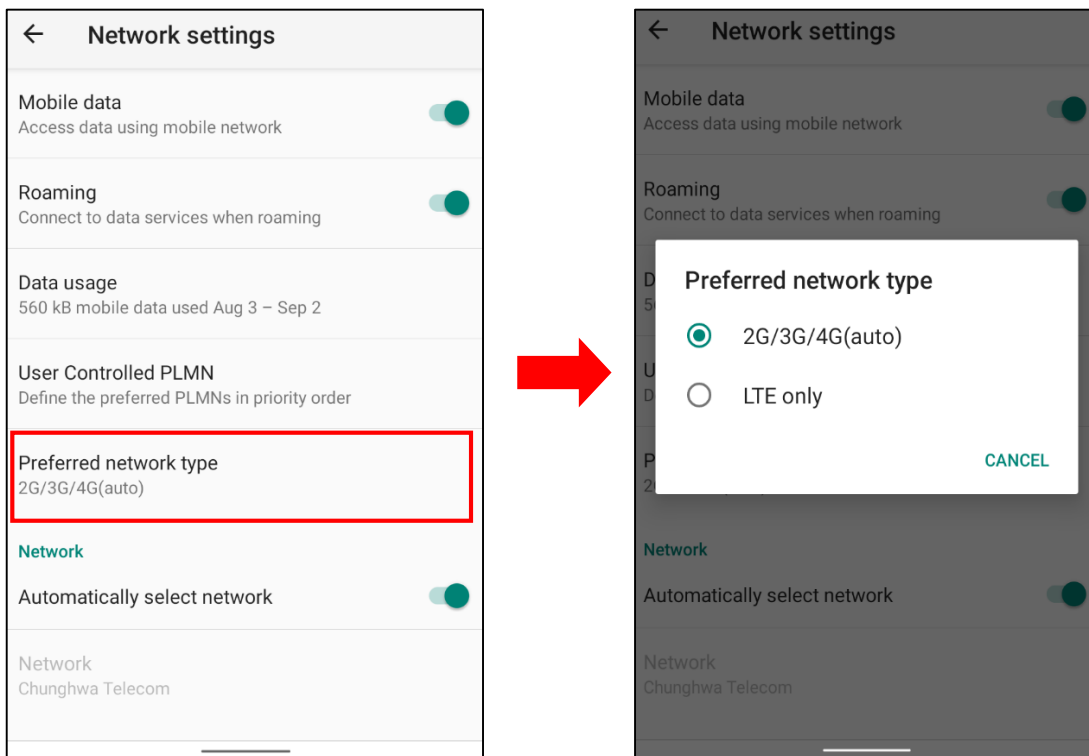 Network settings
Mobile data
Access data using mobile network
Roaming
Connect to data services when roaming
Data usage
560 kB mobile data used Aug 3 – Sep 2
User Controlled PLMN
Define the preferred PLMNs in priority order
Preferred network type
2G/3G/4G(auto)
Network
Automatically select network
Network
Chunghwa Telecom
Network settings
Mobile data
Access data using mobile network
Roaming
Connect to data services when roaming
D
5
U
D
P
2
Preferred network type
2G/3G/4G(auto)
LTE only
CANCEL
Network
Automatically select network
Network
Chunghwa Telecom